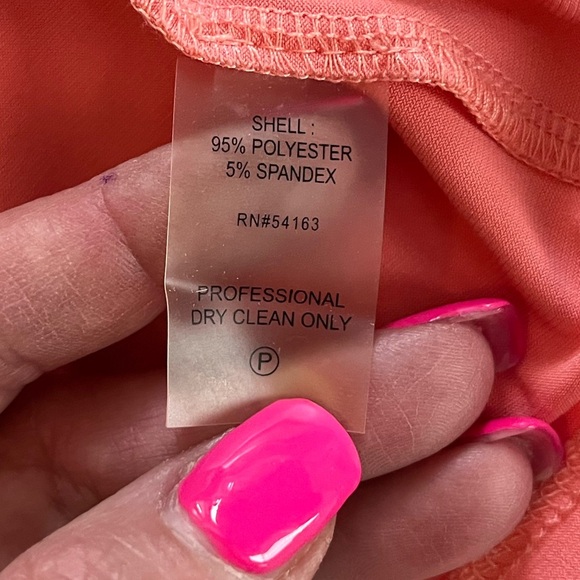 SHELL :
95% POLYESTER
5% SPANDEX
RN#54163
PROFESSIONAL
DRY CLEAN ONLY
P